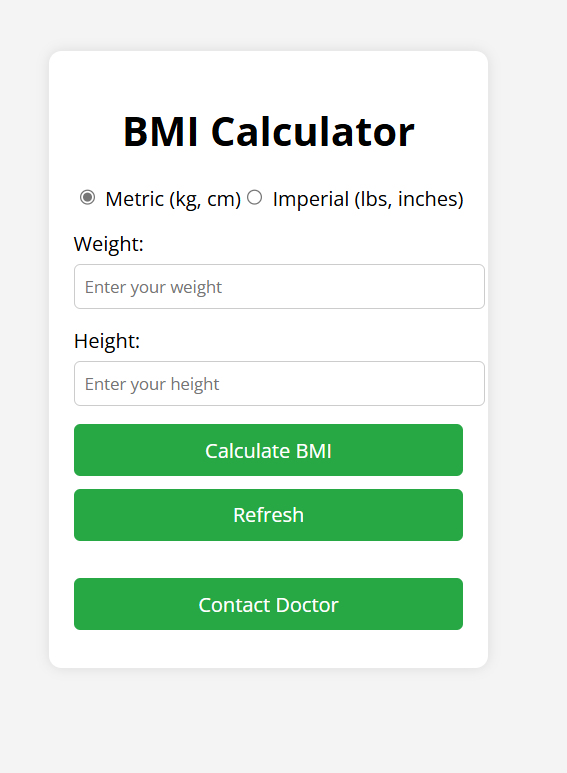 BMI Calculator
Metric (kg, cm) Imperial (lbs, inches)
Weight:
Enter your weight
Height:
Enter your height
Calculate BMI
Refresh
Contact Doctor